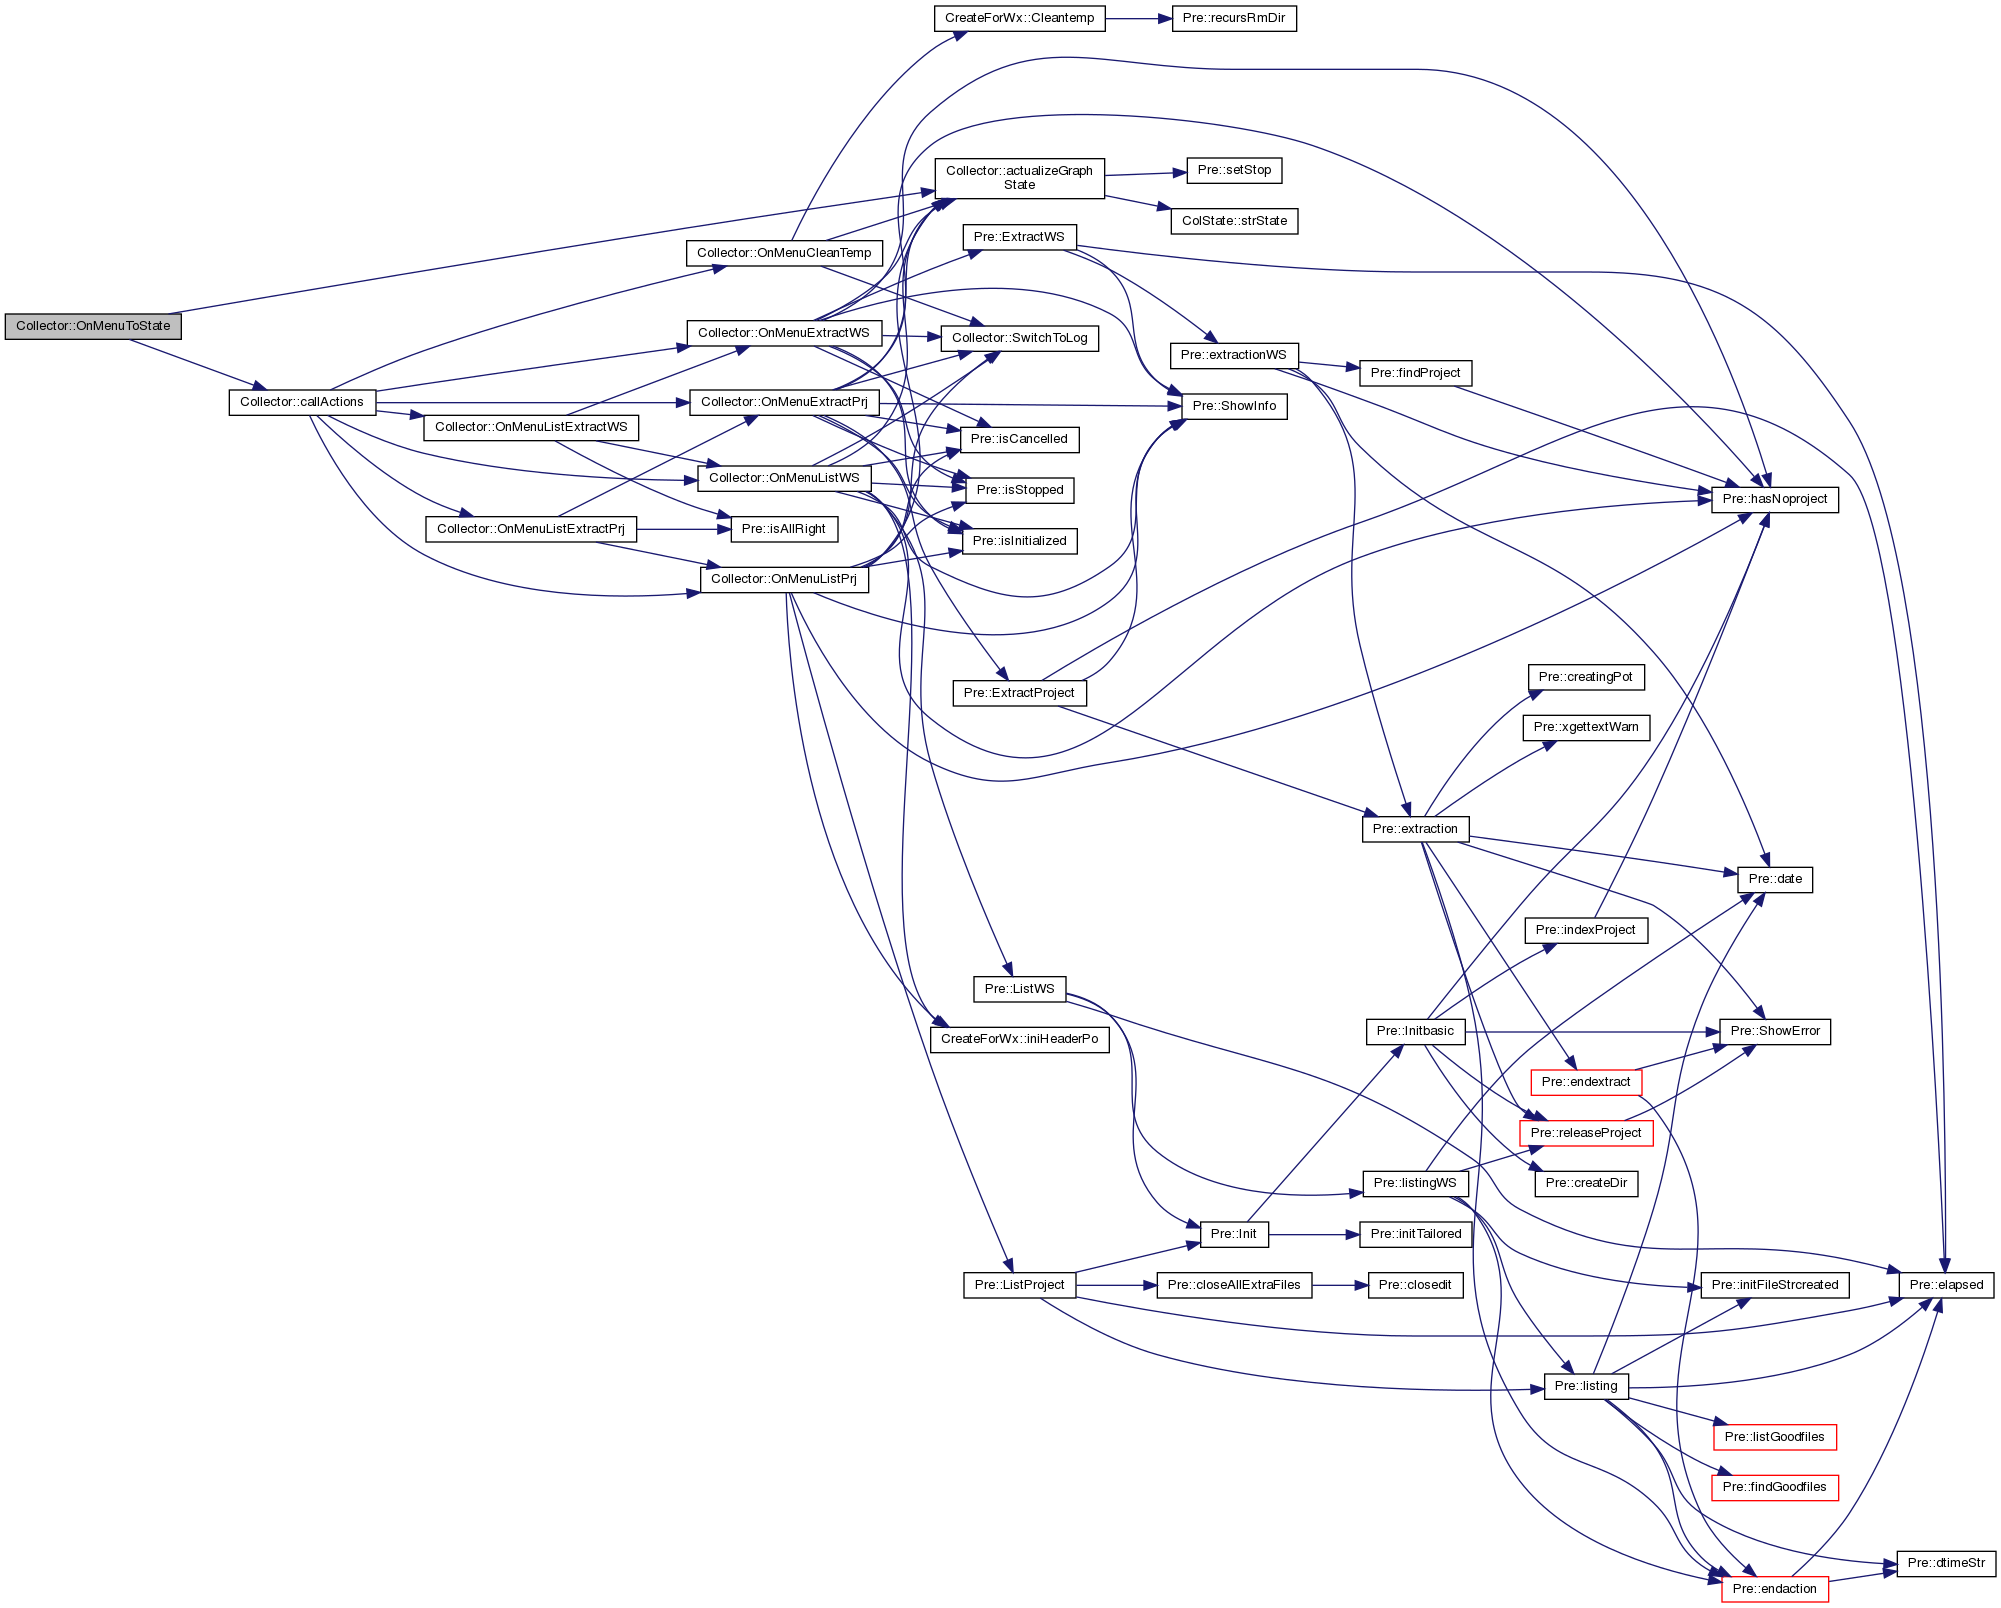 CreateForWx::Cleantemp
Pre::recursRmDir
Collector::actualizeGraph
State
Pre::setStop
ColState::strState
Pre::ExtractWS
Collector::OnMenuCleanTemp
Collector::OnMenuToState
Collector::OnMenuExtractWS
Collector::SwitchToLog
Pre::extractionWS
Pre::findProject
Collector::callActions
Collector::OnMenuExtractPrj
Pre::ShowInfo
Collector::OnMenuListExtractWS
Pre::isCancelled
Collector::OnMenuListWS
Pre::isStopped
Pre::hasNoproject
Collector::OnMenuListExtractPrj
Pre::isAllRight
Pre::isInitialized
Collector::OnMenuListPrj
Pre::creatingPot
Pre::ExtractProject
Pre::xgettextWarn
Pre::extraction
Pre::date
Pre::indexProject
Pre::ListWS
CreateForWx::iniHeaderPo
Pre::Initbasic
Pre::ShowError
Pre::endextract
Pre::releaseProject
Pre::listingWS
Pre::createDir
Pre::Init
Pre::initTailored
Pre::ListProject
Pre::closeAllExtraFiles
Pre::closedit
Pre::initFileStrcreated
Pre::elapsed
Pre::listing
Pre::listGoodfiles
Pre::findGoodfiles
Pre::dtimeStr
Pre::endaction